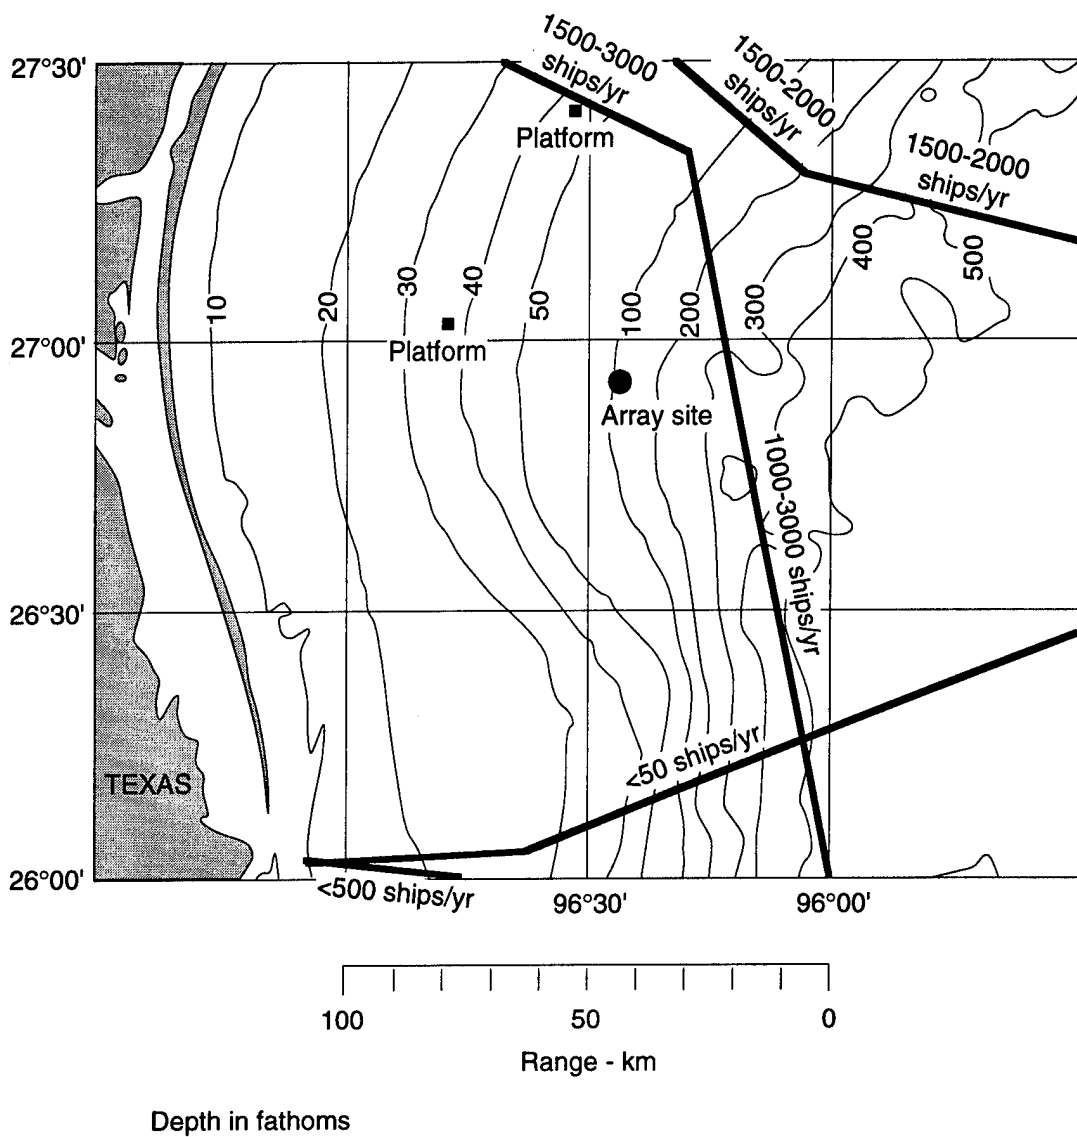 1500-3000
ships/yr
1500-2000
ships/yr
27°30'
Platform
1500-2000
ships/yr
10
20
30
40
50
100
200
300
400
500
27°00'
Platform
Array site
1000-3000 ships/yr
26°30'
<50 ships/yr
TEXAS
26°00'
<500 ships/yr
96°30'
96°00'
100
50
0
Range - km
Depth in fathoms